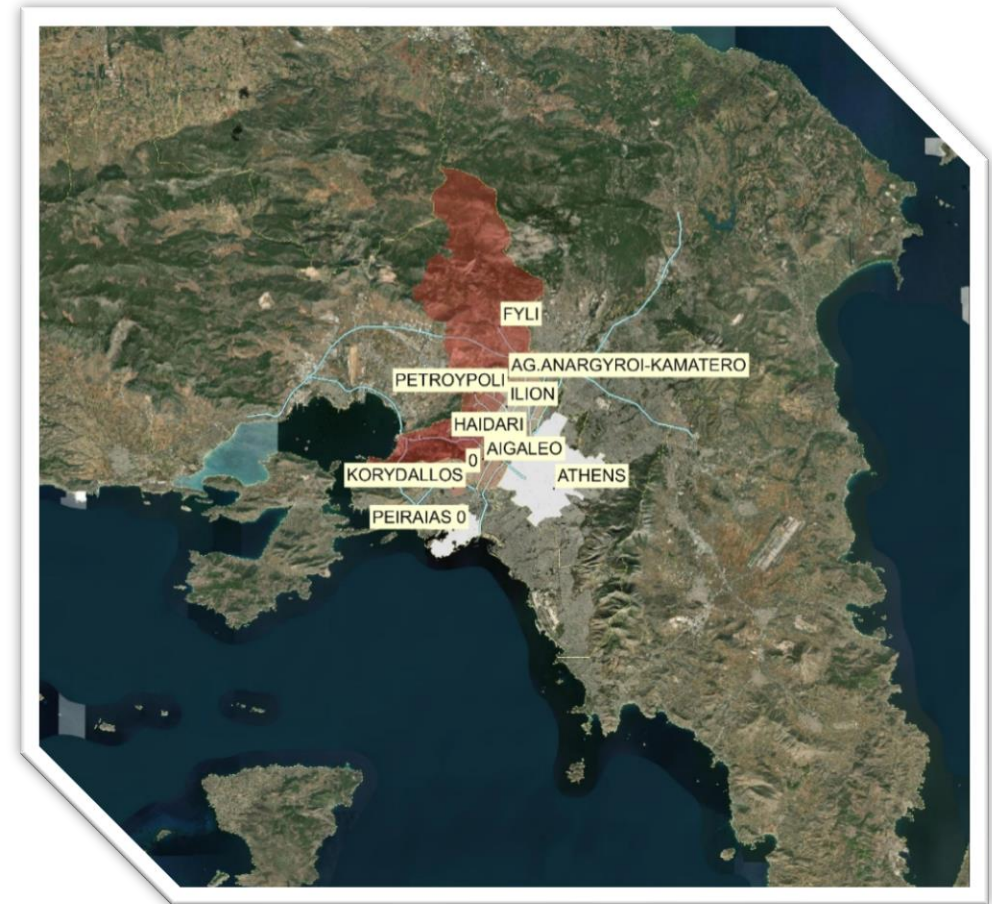 FYLI
AG.ANARGYROI-KAMATERO
PETROYPOLI
ILION
HAIDARI
AIGALEO
0
KORYDALLOS
ATHENS
PEIRAIAS 0